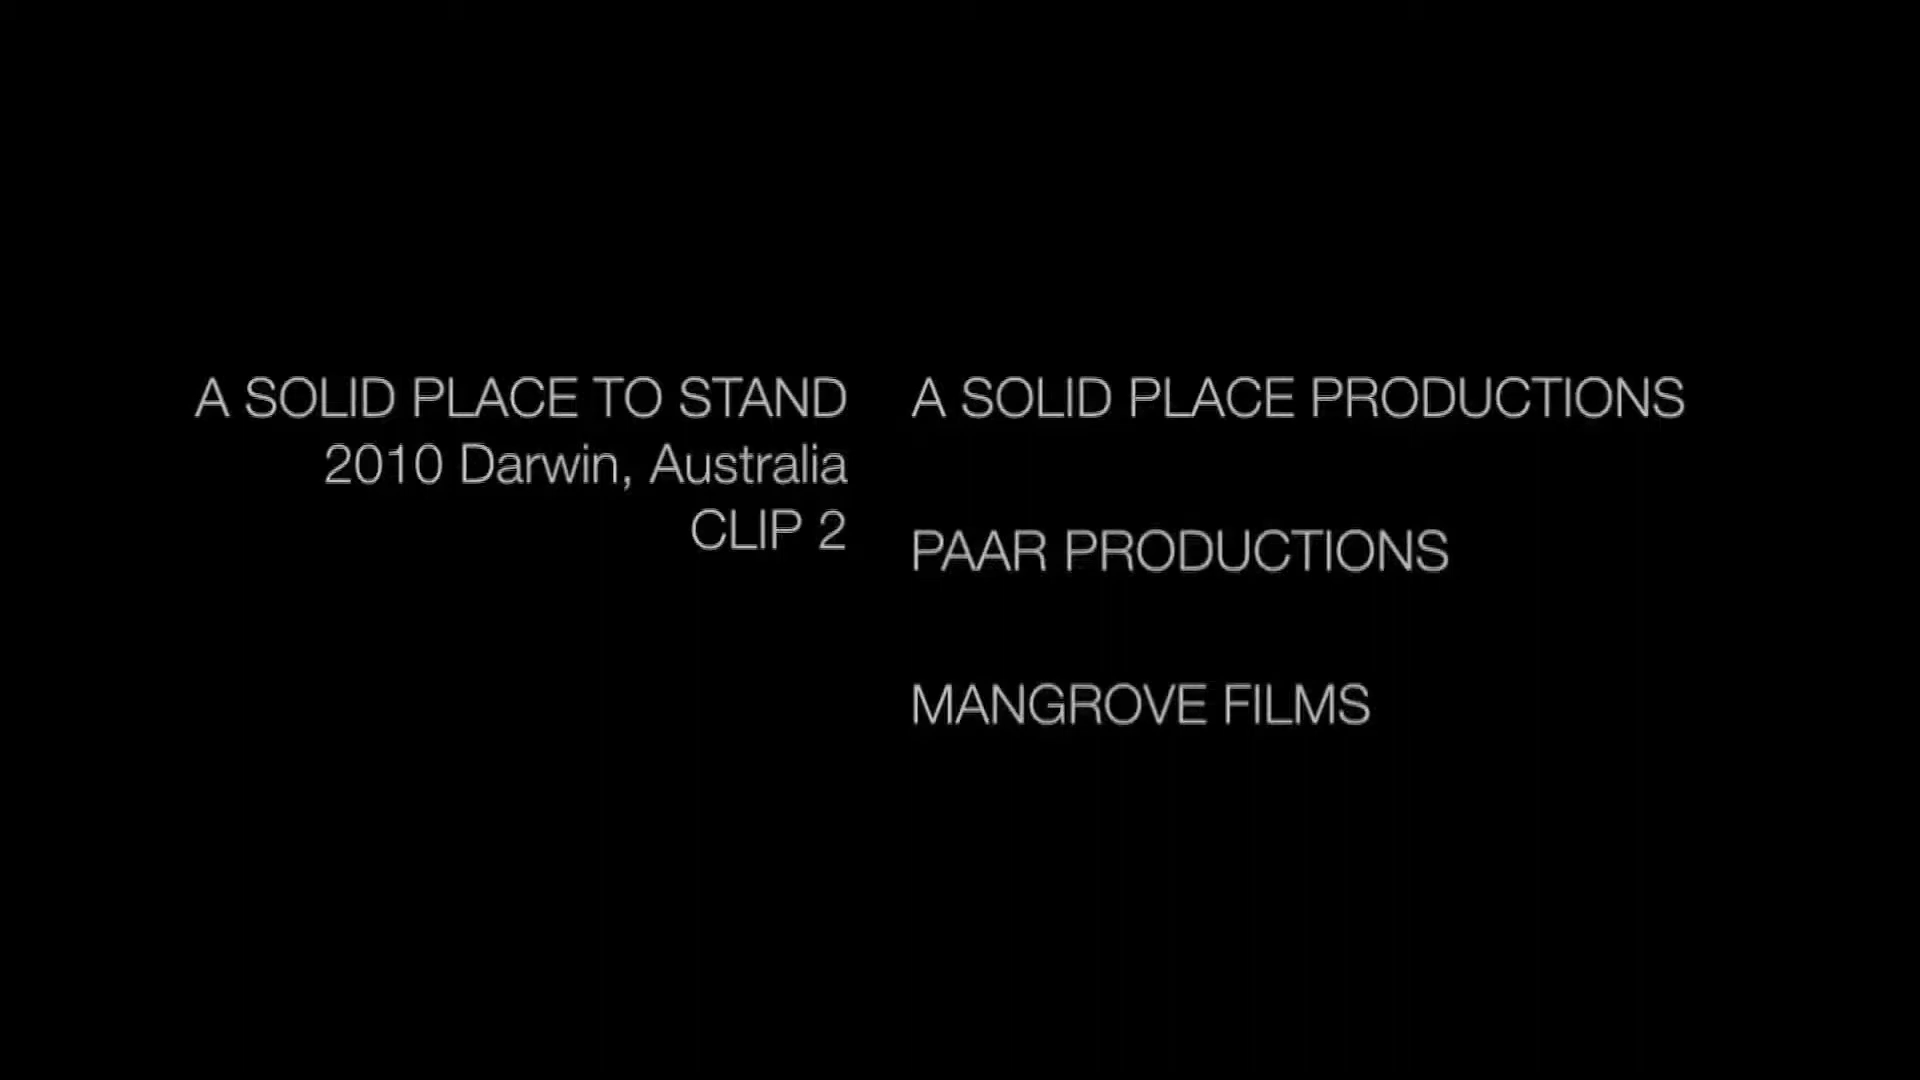 A SOLID PLACE TO STAND
2010 Darwin, Australia
CLIP 2
A SOLID PLACE PRODUCTIONS
PAAR PRODUCTIONS
MANGROVE FILMS